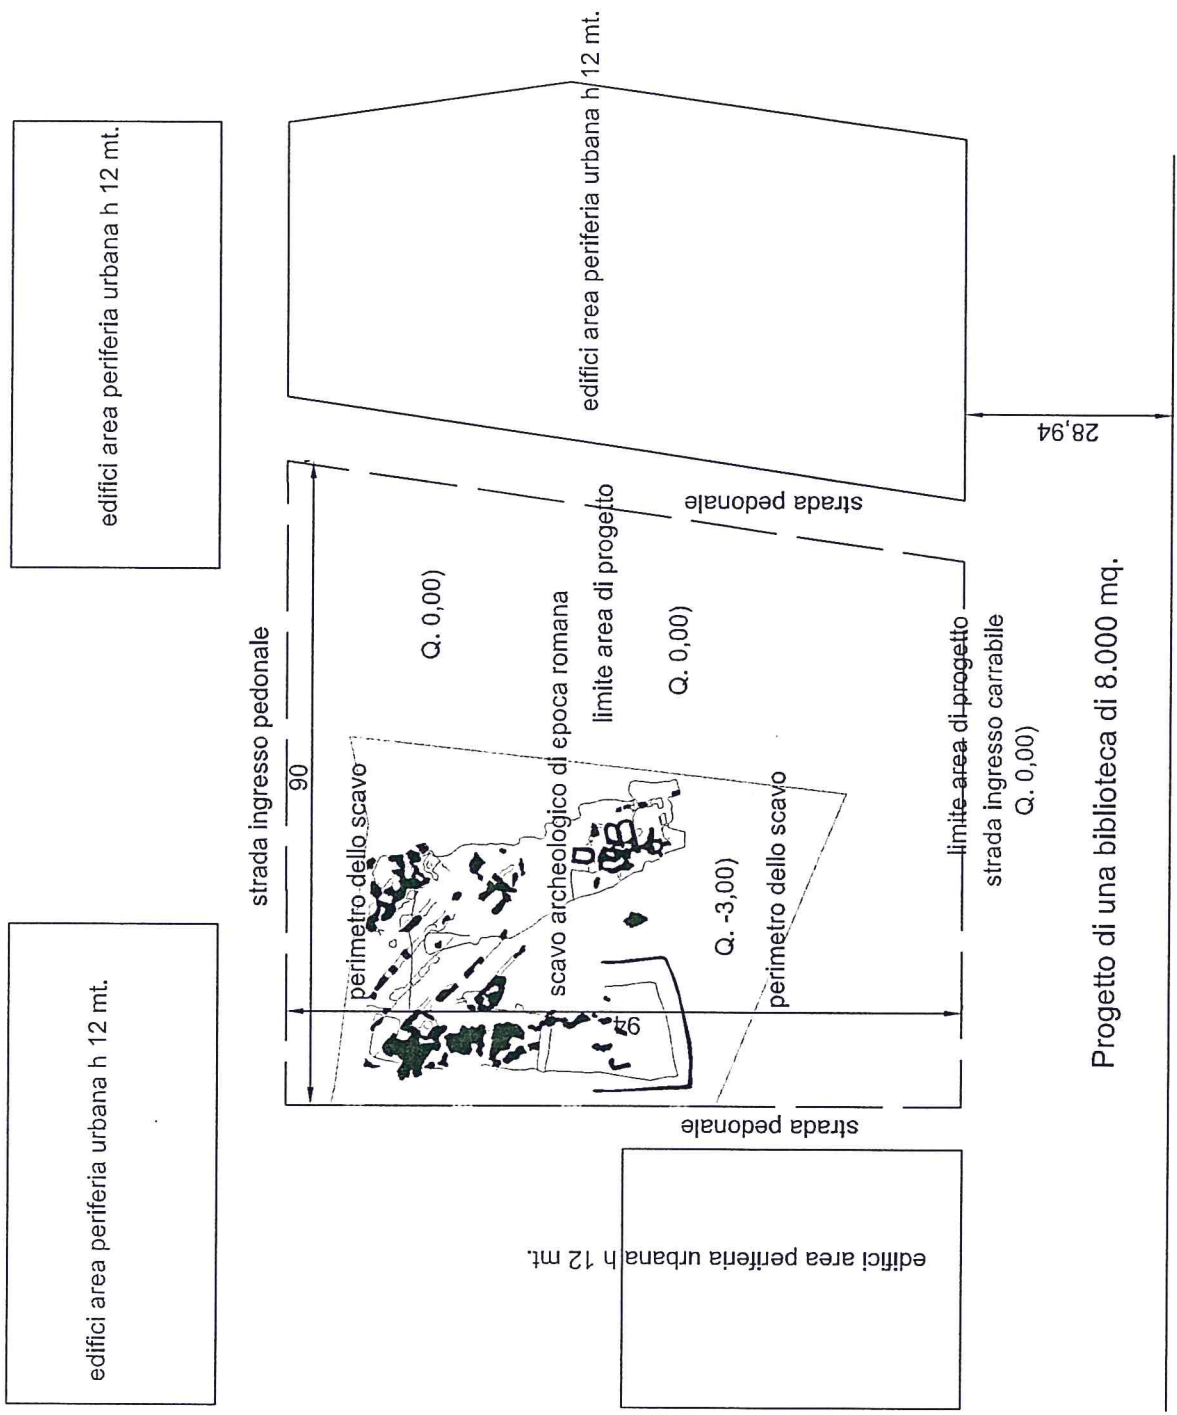 edifici area periferia urbana h 12 mt.
edifici area periferia urbana h 12 mt.
strada ingresso pedonale
90
perimetro dello scavo
Q. 0,00)
edifici area periferia urbana h 12 mt.
scavo archeologico di epoca romana
limite area di progetto
94
Q. 0,00)
strada pedonale
strada pedonale
Q. -3,00)
perimetro dello scavo
edifici area periferia urbana h 12 mt.
limite area di progetto
strada ingresso carrabile
Q. 0,00)
28,94
Progetto di una biblioteca di 8.000 mq.